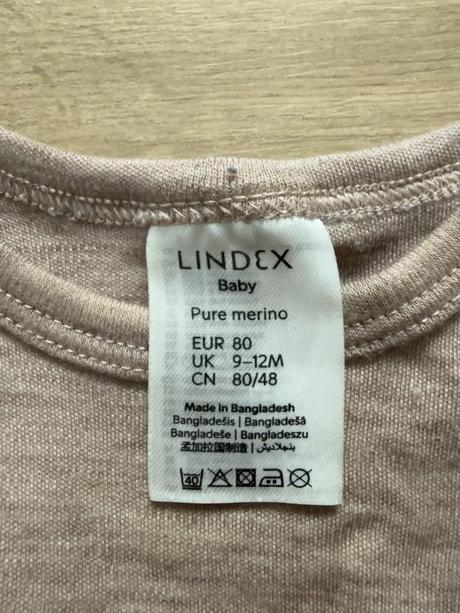 LINDEX
Baby
Pure merino
EUR 80
UK 9–12M
CN 80/48
Made in Bangladesh
Bangladešis | Bangladešā
Bangladeše | Bangladeszu
孟加拉国制造 | بنجلاديش
40